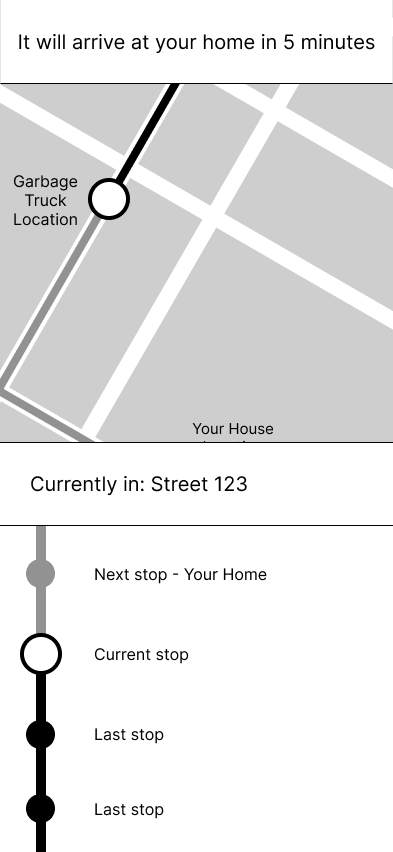 It will arrive at your home in 5 minutes
Garbage
Truck
Location
Your House
Currently in: Street 123
Next stop - Your Home
Current stop
Last stop
Last stop